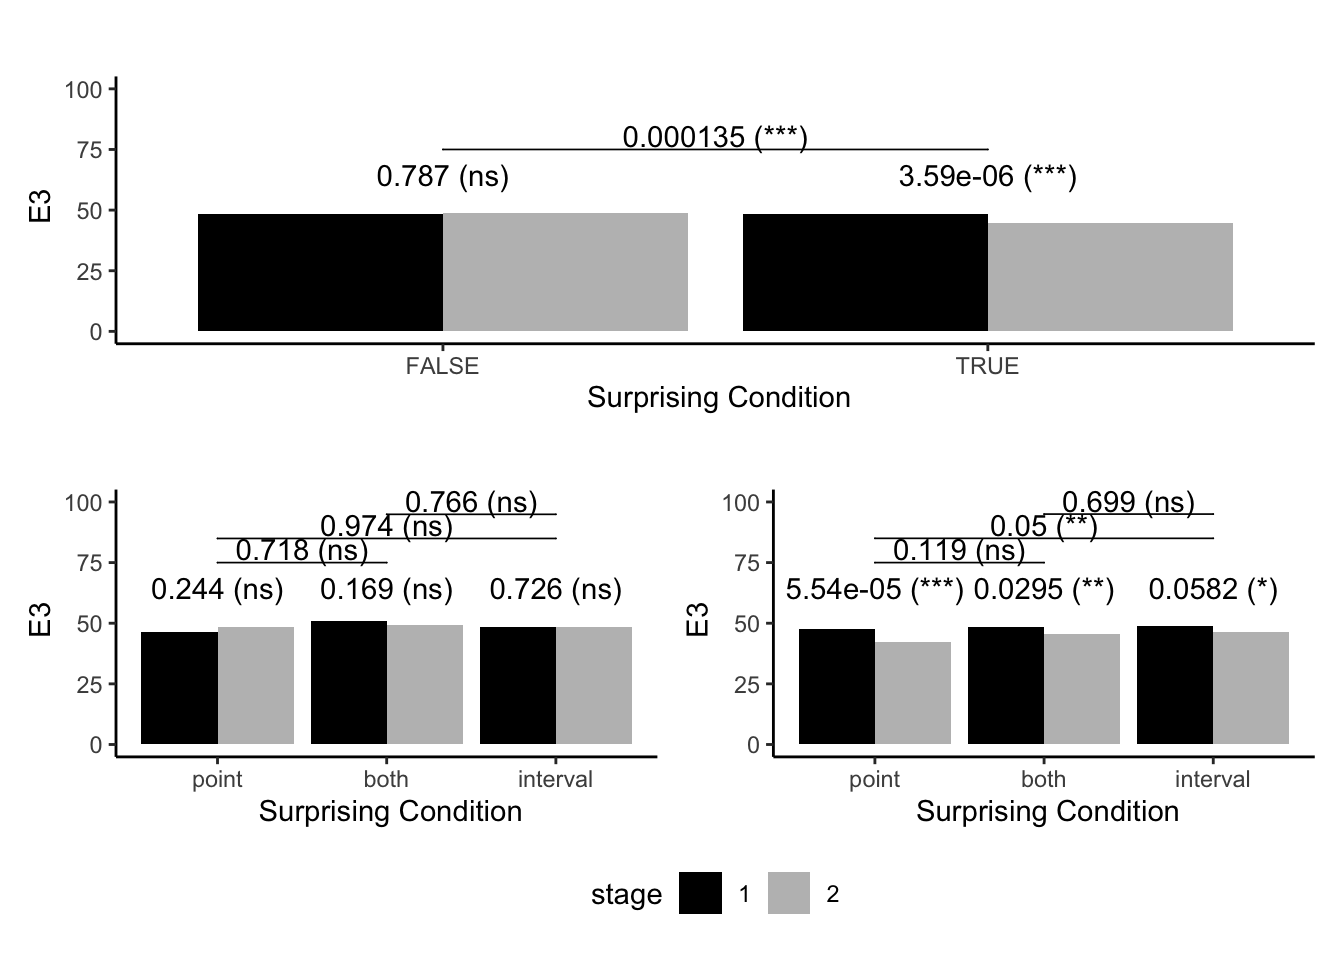 100
0.000135 (***)
75
0.787 (ns) 3.59e-06 (***)
E3
50
25
0
FALSE TRUE
Surprising Condition
100
0.766 (ns)
0.974 (ns)
0.718 (ns)
75
0.244 (ns) 0.169 (ns) 0.726 (ns)
E3
50
25
0
point both interval
Surprising Condition
100
0.699 (ns)
0.05 (**)
0.119 (ns)
75
5.54e-05 (***) 0.0295 (**) 0.0582 (*)
E3
50
25
0
point both interval
Surprising Condition
stage 1 2